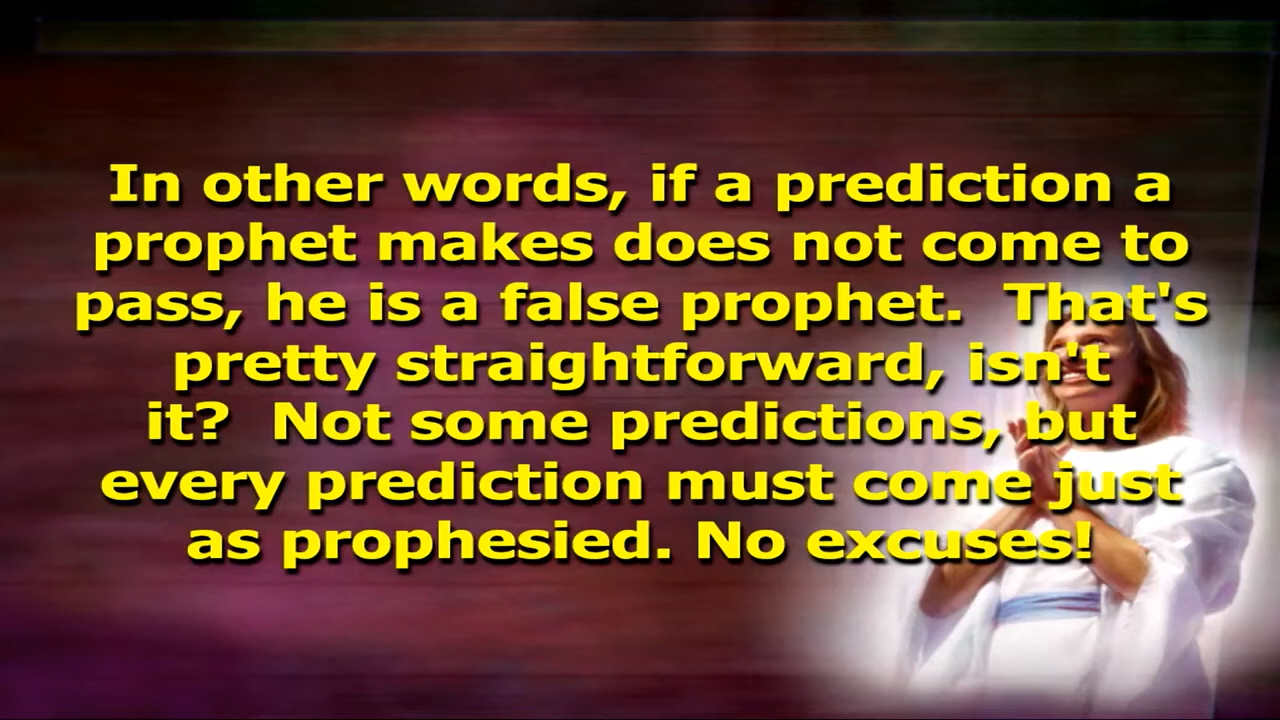 In other words, if a prediction a
prophet makes does not come to
pass, he is a false prophet.  That's
pretty straightforward, isn't
it?  Not some predictions, but
every prediction must come just
as prophesied. No excuses!